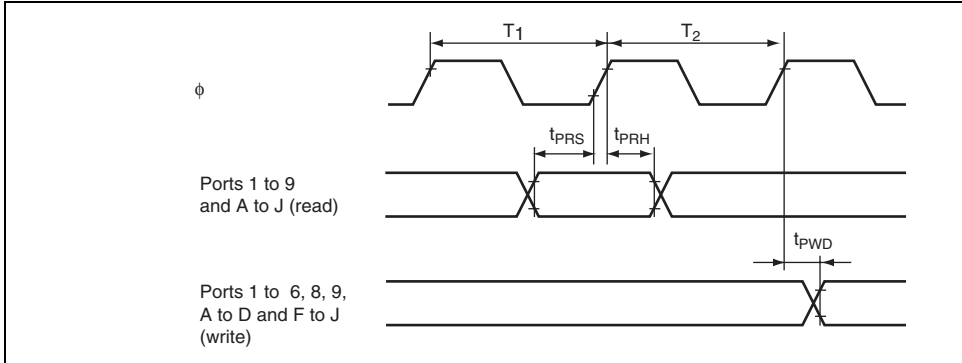 T1 T2
ϕ
tPRS tPRH
Ports 1 to 9
and A to J (read)
tPWD
Ports 1 to 6, 8, 9,
A to D and F to J
(write)